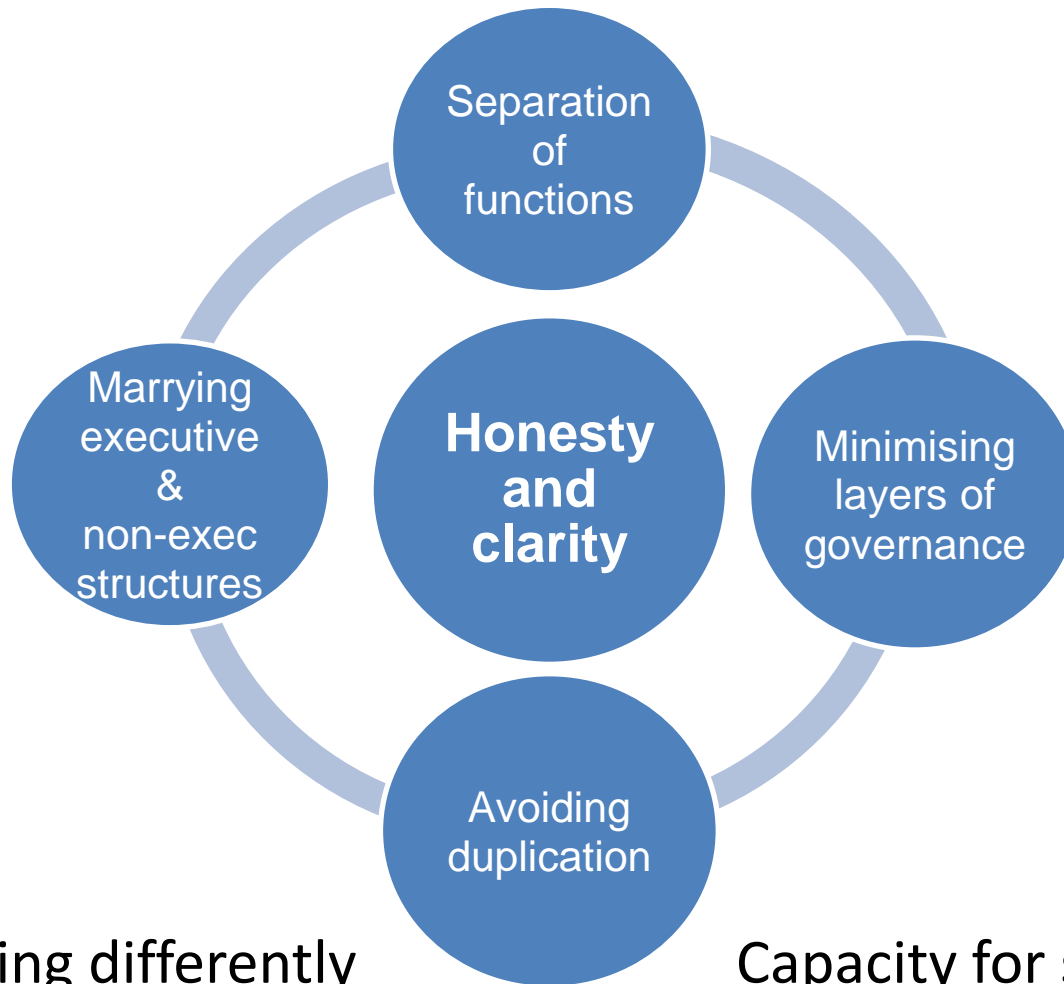 Separation
of
functions
Marrying
executive
&
non-exec
structures
Honesty
and
clarity
Minimising
layers of
governance
Avoiding
duplication
ing differently
Capacity for